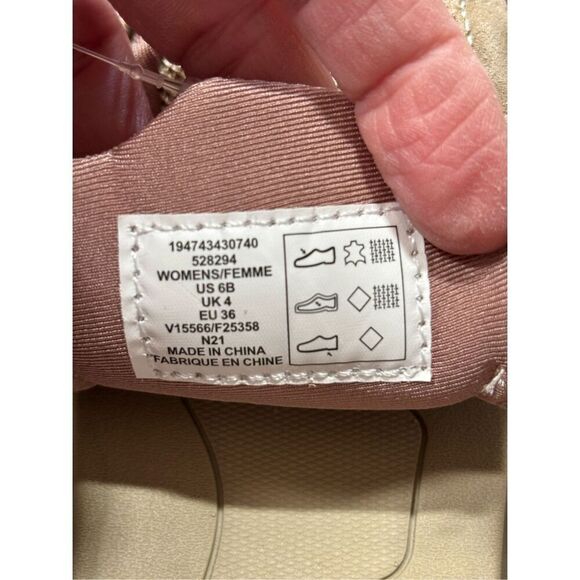 194743430740
528294
WOMENS/FEMME
US 6B
UK 4
EU 36
V15566/F25358
N21
MADE IN CHINA
FABRIQUE EN CHINE